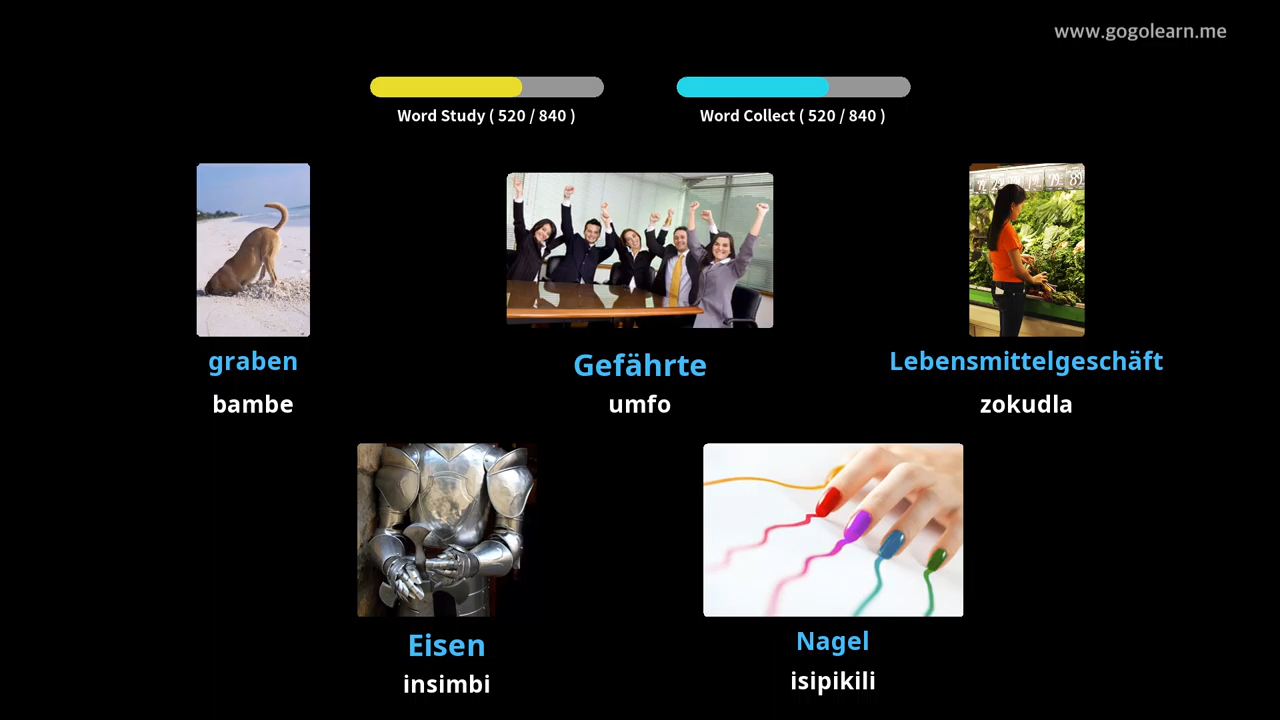 www.gogolearn.me
Word Study ( 520 / 840 )
Word Collect ( 520 / 840 )
graben
bambe
Gefährte
umfo
Lebensmittelgeschäft
zokudla
Eisen
insimbi
Nagel
isipikili